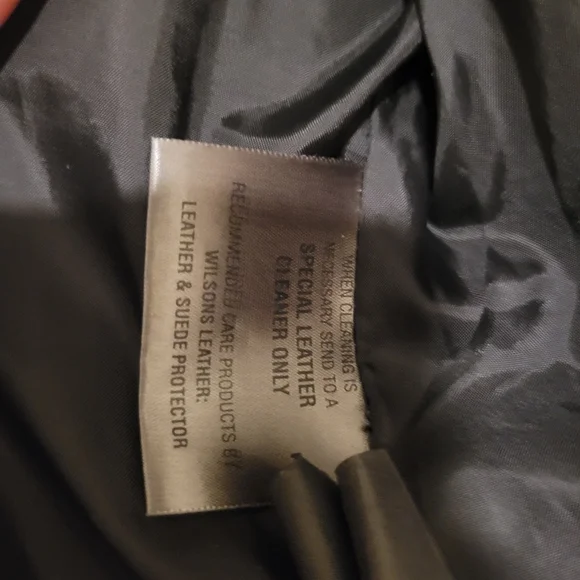 WHEN CLEANING IS
NECESSARY SEND TO A
SPECIAL LEATHER
CLEANER ONLY
RECOMMENDED CARE PRODUCTS BY
WILSONS LEATHER:
LEATHER & SUEDE PROTECTOR